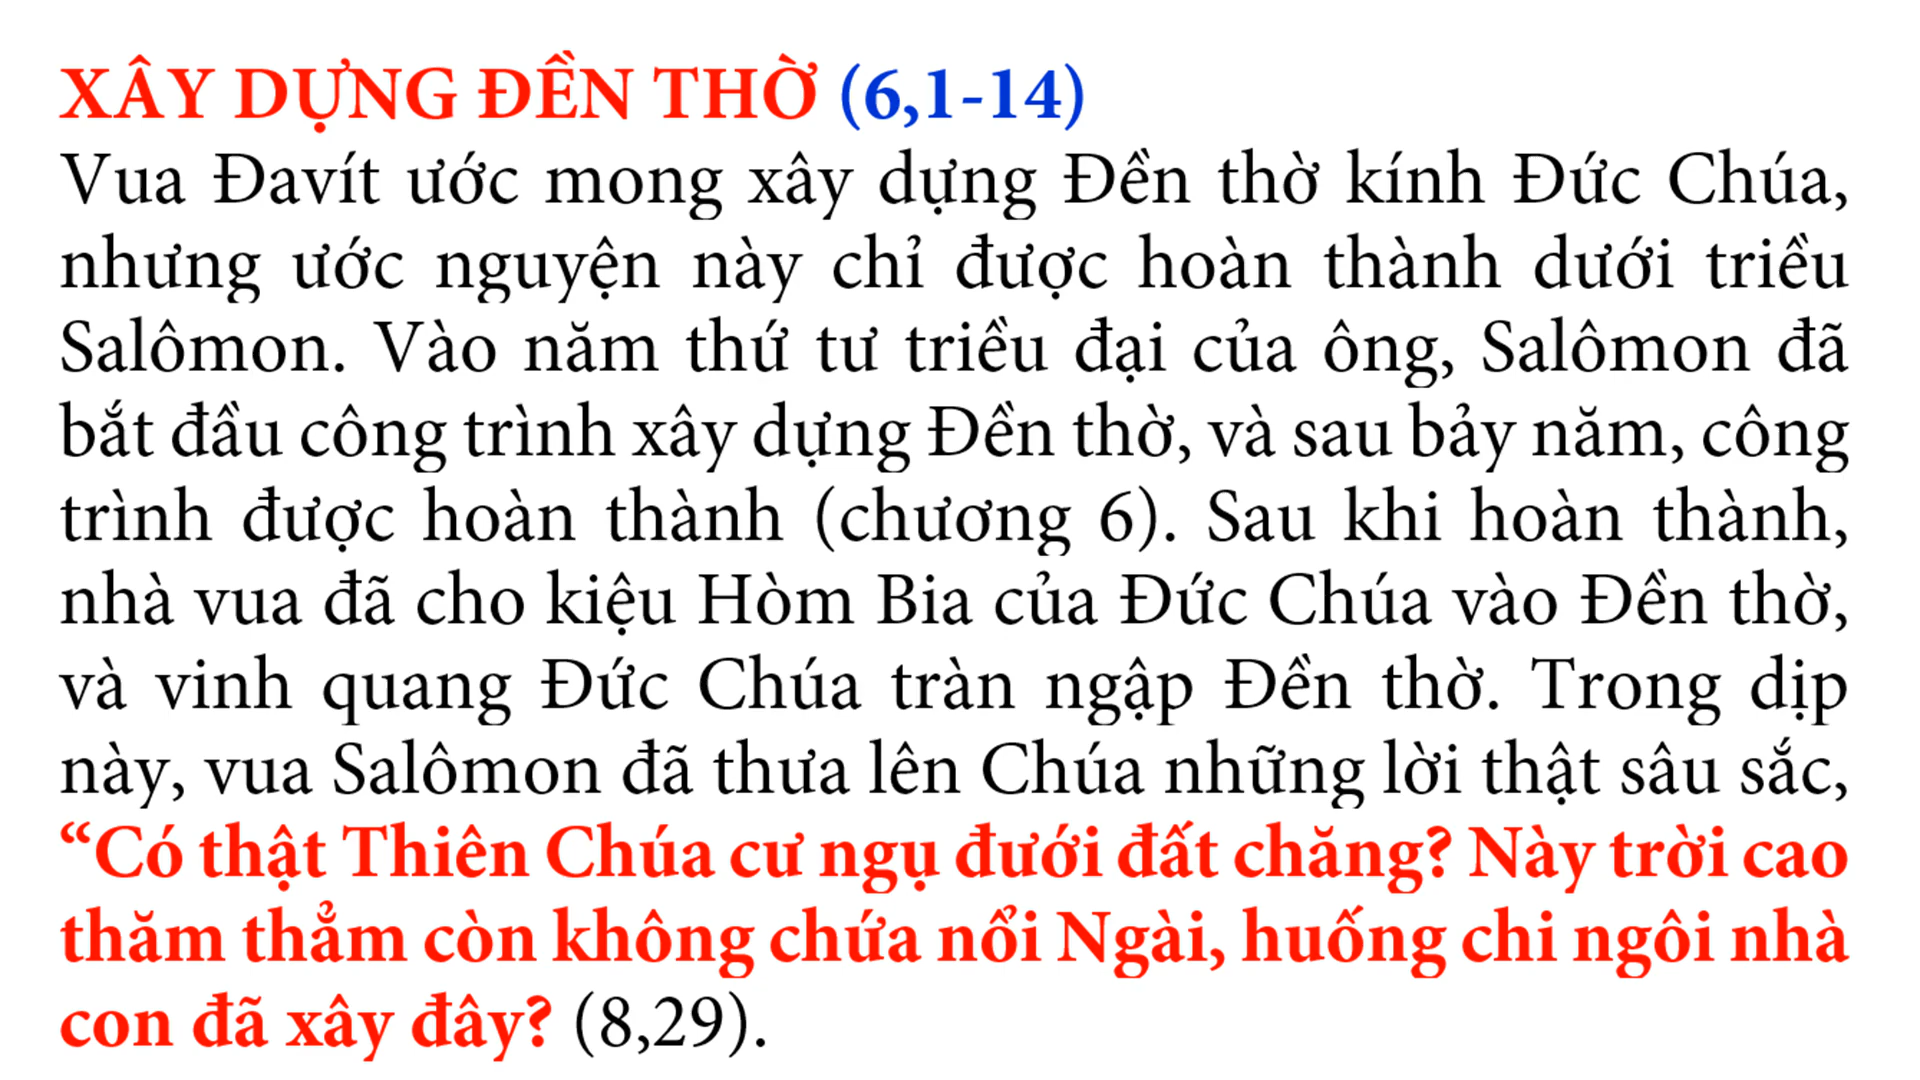 XÂY DỰNG ĐỀN THỜ (6,1-14)
Vua Đavít ước mong xây dựng Đền thờ kính Đức Chúa,
nhưng ước nguyện này chỉ được hoàn thành dưới triều
Salômon. Vào năm thứ tư triều đại của ông, Salômon đã
bắt đầu công trình xây dựng Đền thờ, và sau bảy năm, công
trình được hoàn thành (chương 6). Sau khi hoàn thành,
nhà vua đã cho kiệu Hòm Bia của Đức Chúa vào Đền thờ,
và vinh quang Đức Chúa tràn ngập Đền thờ. Trong dịp
này, vua Salômon đã thưa lên Chúa những lời thật sâu sắc,
“Có thật Thiên Chúa cư ngụ đưới đất chăng? Này trời cao
thăm thẳm còn không chứa nổi Ngài, huống chi ngôi nhà
con đã xây đây? (8,29).